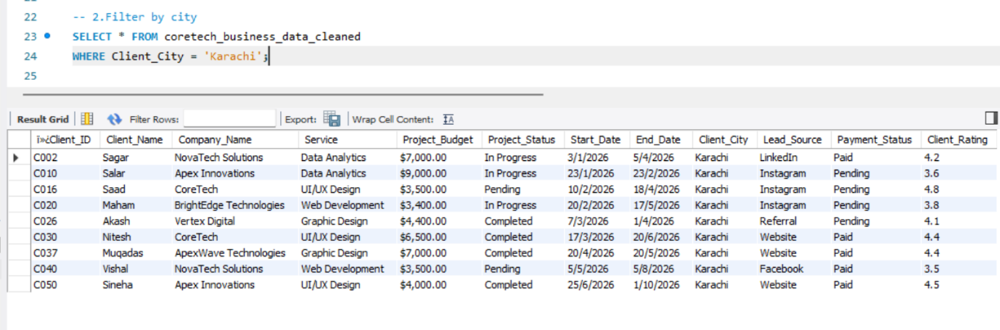 22 -- 2.Filter by city
23 SELECT * FROM coretech_business_data_cleaned
24 WHERE Client_City = 'Karachi';
25
Result Grid Filter Rows: Export: Wrap Cell Content:
ï»¿Client_ID Client_Name Company_Name Service Project_Budget Project_Status Start_Date End_Date Client_City Lead_Source Payment_Status Client_Rating
C002 Sagar NovaTech Solutions Data Analytics $7,000.00 In Progress 3/1/2026 5/4/2026 Karachi LinkedIn Paid 4.2
C010 Salar Apex Innovations Data Analytics $9,000.00 In Progress 23/1/2026 23/2/2026 Karachi Instagram Pending 3.6
C016 Saad CoreTech UI/UX Design $3,500.00 Pending 10/2/2026 18/4/2026 Karachi Instagram Pending 4.8
C020 Maham BrightEdge Technologies Web Development $3,400.00 In Progress 20/2/2026 17/5/2026 Karachi Instagram Pending 3.8
C026 Akash Vertex Digital Graphic Design $4,400.00 Completed 7/3/2026 1/4/2026 Karachi Referral Pending 4.1
C030 Nitesh CoreTech UI/UX Design $6,500.00 Completed 17/3/2026 20/6/2026 Karachi Website Paid 4.4
C037 Muqadas ApexWave Technologies Graphic Design $7,000.00 Completed 20/4/2026 20/5/2026 Karachi Website Paid 4.4
C040 Vishal NovaTech Solutions Web Development $3,500.00 Pending 5/5/2026 5/8/2026 Karachi Facebook Paid 3.5
C050 Sineha Apex Innovations UI/UX Design $4,000.00 Completed 25/6/2026 1/10/2026 Karachi Website Paid 4.5